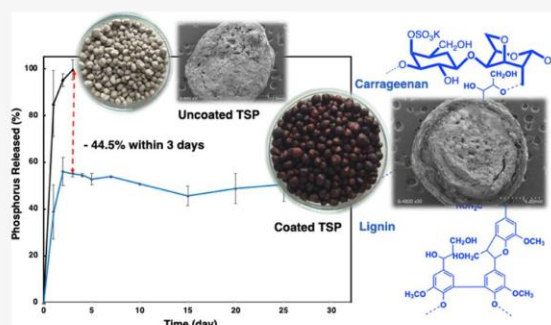 Phosphorus Released (%)
100
80
60
40
20
0
0
5
10
15
20
25
30
Time (day)
- 44.5% within 3 days
Uncoated TSP
Coated TSP
Carrageenan
OSO₃K
CH₂OH
OH
CH₂OH
HO
O
Lignin
H₃C
OCH₃
CH₂OH
HO
OH
H₃CO
OCH₃